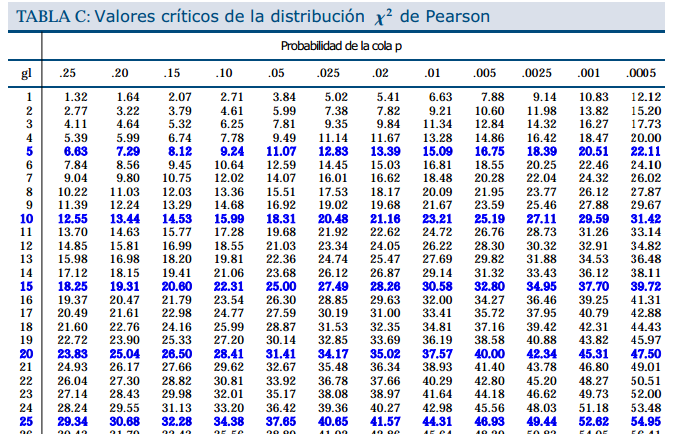 TABLA C: Valores críticos de la distribución χ² de Pearson
Probabilidad de la cola p
gl .25 .20 .15 .10 .05 .025 .02 .01 .005 .0025 .001 .0005
1 1.32 1.64 2.07 2.71 3.84 5.02 5.41 6.63 7.88 9.14 10.83 12.12
2 2.77 3.22 3.79 4.61 5.99 7.38 7.82 9.21 10.60 11.98 13.82 15.20
3 4.11 4.64 5.32 6.25 7.81 9.35 9.84 11.34 12.84 14.32 16.27 17.73
4 5.39 5.99 6.74 7.78 9.49 11.14 11.67 13.28 14.86 16.42 18.47 20.00
5 6.63 7.29 8.12 9.24 11.07 12.83 13.39 15.09 16.75 18.39 20.51 22.11
6 7.84 8.56 9.45 10.64 12.59 14.45 15.03 16.81 18.55 20.25 22.46 24.10
7 9.04 9.80 10.75 12.02 14.07 16.01 16.62 18.48 20.28 22.04 24.32 26.02
8 10.22 11.03 12.03 13.36 15.51 17.53 18.17 20.09 21.95 23.77 26.12 27.87
9 11.39 12.24 13.29 14.68 16.92 19.02 19.68 21.67 23.59 25.46 27.88 29.67
10 12.55 13.44 14.53 15.99 18.31 20.48 21.16 23.21 25.19 27.11 29.59 31.42
11 13.70 14.63 15.77 17.28 19.68 21.92 22.62 24.72 26.76 28.73 31.26 33.14
12 14.85 15.81 16.99 18.55 21.03 23.34 24.05 26.22 28.30 30.32 32.91 34.82
13 15.98 16.98 18.20 19.81 22.36 24.74 25.47 27.69 29.82 31.88 34.53 36.48
14 17.12 18.15 19.41 21.06 23.68 26.12 26.87 29.14 31.32 33.43 36.12 38.11
15 18.25 19.31 20.60 22.31 25.00 27.49 28.26 30.58 32.80 34.95 37.70 39.72
16 19.37 20.47 21.79 23.54 26.30 28.85 29.63 32.00 34.27 36.46 39.25 41.31
17 20.49 21.61 22.98 24.77 27.59 30.19 31.00 33.41 35.72 37.95 40.79 42.88
18 21.60 22.76 24.16 25.99 28.87 31.53 32.35 34.81 37.16 39.42 42.31 44.43
19 22.72 23.90 25.33 27.20 30.14 32.85 33.69 36.19 38.58 40.88 43.82 45.97
20 23.83 25.04 26.50 28.41 31.41 34.17 35.02 37.57 40.00 42.34 45.31 47.50
21 24.93 26.17 27.66 29.62 32.67 35.48 36.34 38.93 41.40 43.78 46.80 49.01
22 26.04 27.30 28.82 30.81 33.92 36.78 37.66 40.29 42.80 45.20 48.27 50.51
23 27.14 28.43 29.98 32.01 35.17 38.08 38.97 41.64 44.18 46.62 49.73 52.00
24 28.24 29.55 31.13 33.20 36.42 39.36 40.27 42.98 45.56 48.03 51.18 53.48
25 29.34 30.68 32.28 34.38 37.65 40.65 41.57 44.31 46.93 49.44 52.62 54.95